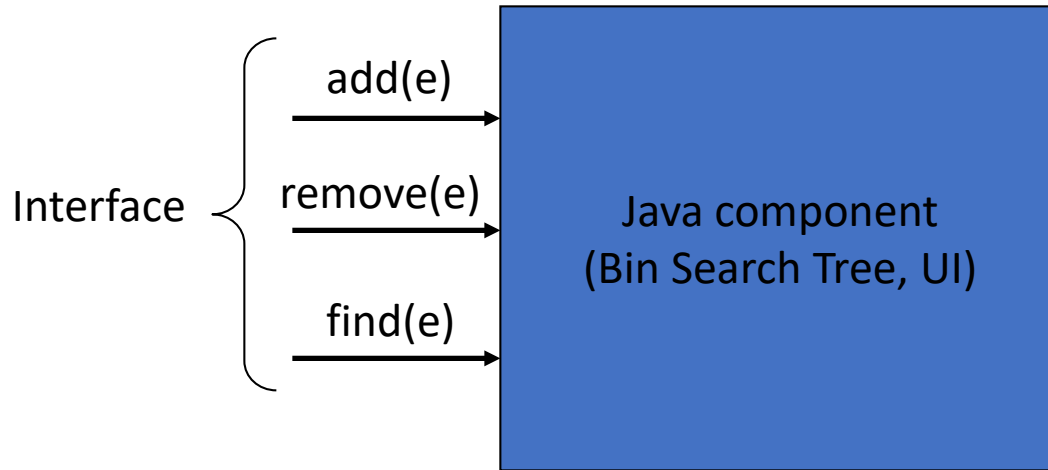 add(e)
remove(e)
Interface
find(e)
Java component
(Bin Search Tree, UI)